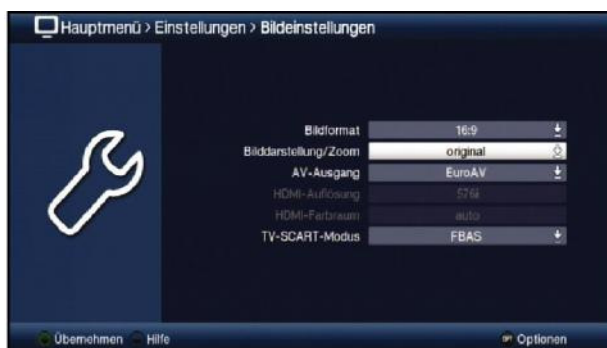 Hauptmenü > Einstellungen > Bildeinstellungen
Bildformat 16:9
Bilddarstellung/Zoom original
AV-Ausgang EuroAV
HDMI-Auflösung 576i
HDMI-Farbraum auto
TV-SCART-Modus FBAS
Übernehmen Hilfe Optionen